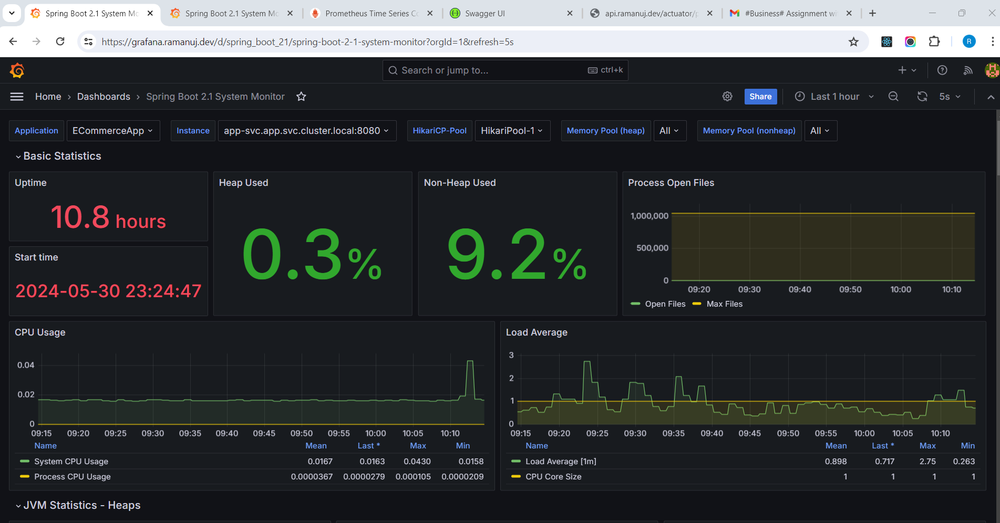 Spring Boot 2.1 System Mo
Spring Boot 2.1 System Mo
Prometheus Time Series Co
Swagger UI
api.ramanuj.dev/actuator/p
#Business# Assignment wi
https://grafana.ramanuj.dev/d/spring_boot_21/spring-boot-2-1-system-monitor?orgId=1&refresh=5s
R
Search or jump to...
ctrl+k
Home › Dashboards › Spring Boot 2.1 System Monitor
Share
Last 1 hour
5s
Application ECommerceApp
Instance app-svc.app.svc.cluster.local:8080
HikariCP-Pool HikariPool-1
Memory Pool (heap) All
Memory Pool (nonheap) All
Basic Statistics
Uptime
10.8 hours
Start time
2024-05-30 23:24:47
Heap Used
0.3%
Non-Heap Used
9.2%
Process Open Files
1,000,000
500,000
0
09:20 09:30 09:40 09:50 10:00 10:10
Open Files Max Files
CPU Usage
0.04
0.02
0
09:15 09:20 09:25 09:30 09:35 09:40 09:45 09:50 09:55 10:00 10:05 10:10
Name Mean Last * Max Min
System CPU Usage 0.0167 0.0163 0.0430 0.0158
Process CPU Usage 0.0000367 0.0000279 0.000105 0.0000209
Load Average
3
2
1
0
09:15 09:20 09:25 09:30 09:35 09:40 09:45 09:50 09:55 10:00 10:05 10:10
Name Mean Last * Max Min
Load Average [1m] 0.898 0.717 2.75 0.263
CPU Core Size 1 1 1 1
JVM Statistics - Heaps